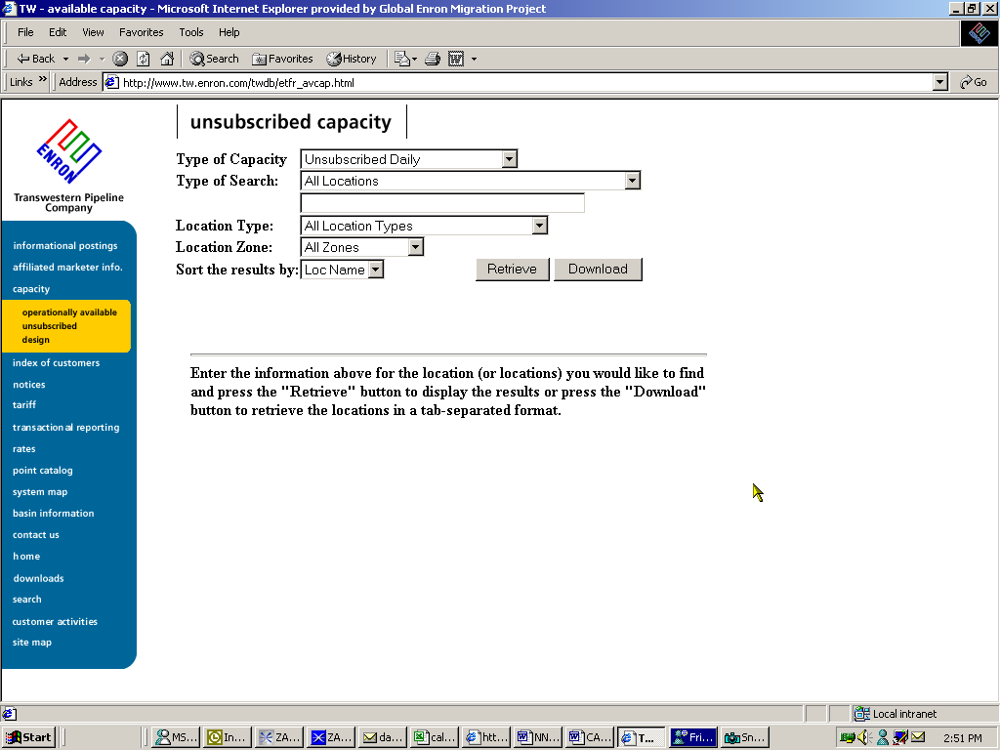 TW - available capacity - Microsoft Internet Explorer provided by Global Enron Migration Project
File Edit View Favorites Tools Help
Back Search Favorites History
Links » Address http://www.tw.enron.com/twdb/etfr_avcap.html Go
ENRON
Transwestern Pipeline
Company
informational postings
affiliated marketer info.
capacity
operationally available
unsubscribed
design
index of customers
notices
tariff
transactional reporting
rates
point catalog
system map
basin information
contact us
home
downloads
search
customer activities
site map
unsubscribed capacity
Type of Capacity Unsubscribed Daily
Type of Search: All Locations
Location Type: All Location Types
Location Zone: All Zones
Sort the results by: Loc Name Retrieve Download
Enter the information above for the location (or locations) you would like to find
and press the "Retrieve" button to display the results or press the "Download"
button to retrieve the locations in a tab-separated format.
Local intranet
Start MS... In... ZA... ZA... da... cal... htt... NN... CA... T... Fri... Sn... 2:51 PM